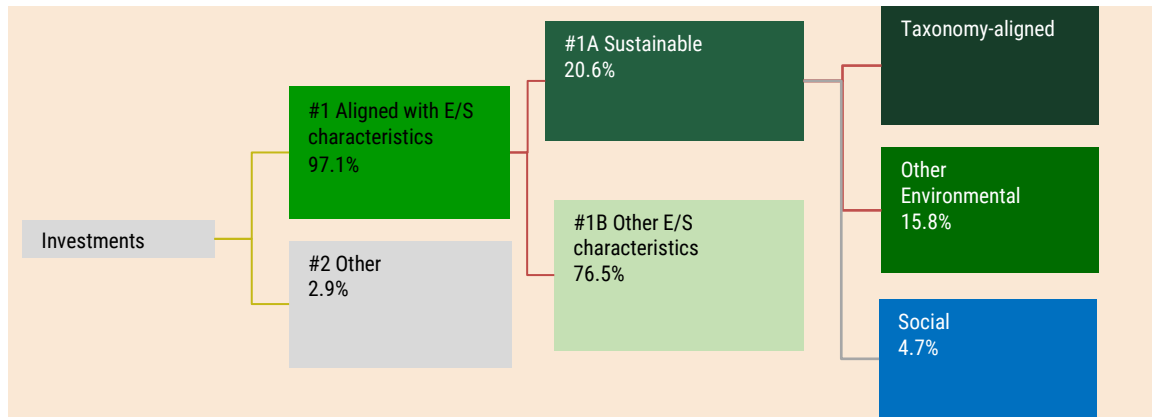 Investments
#1 Aligned with E/S
characteristics
97.1%
#2 Other
2.9%
#1A Sustainable
20.6%
#1B Other E/S
characteristics
76.5%
Taxonomy-aligned
Other
Environmental
15.8%
Social
4.7%